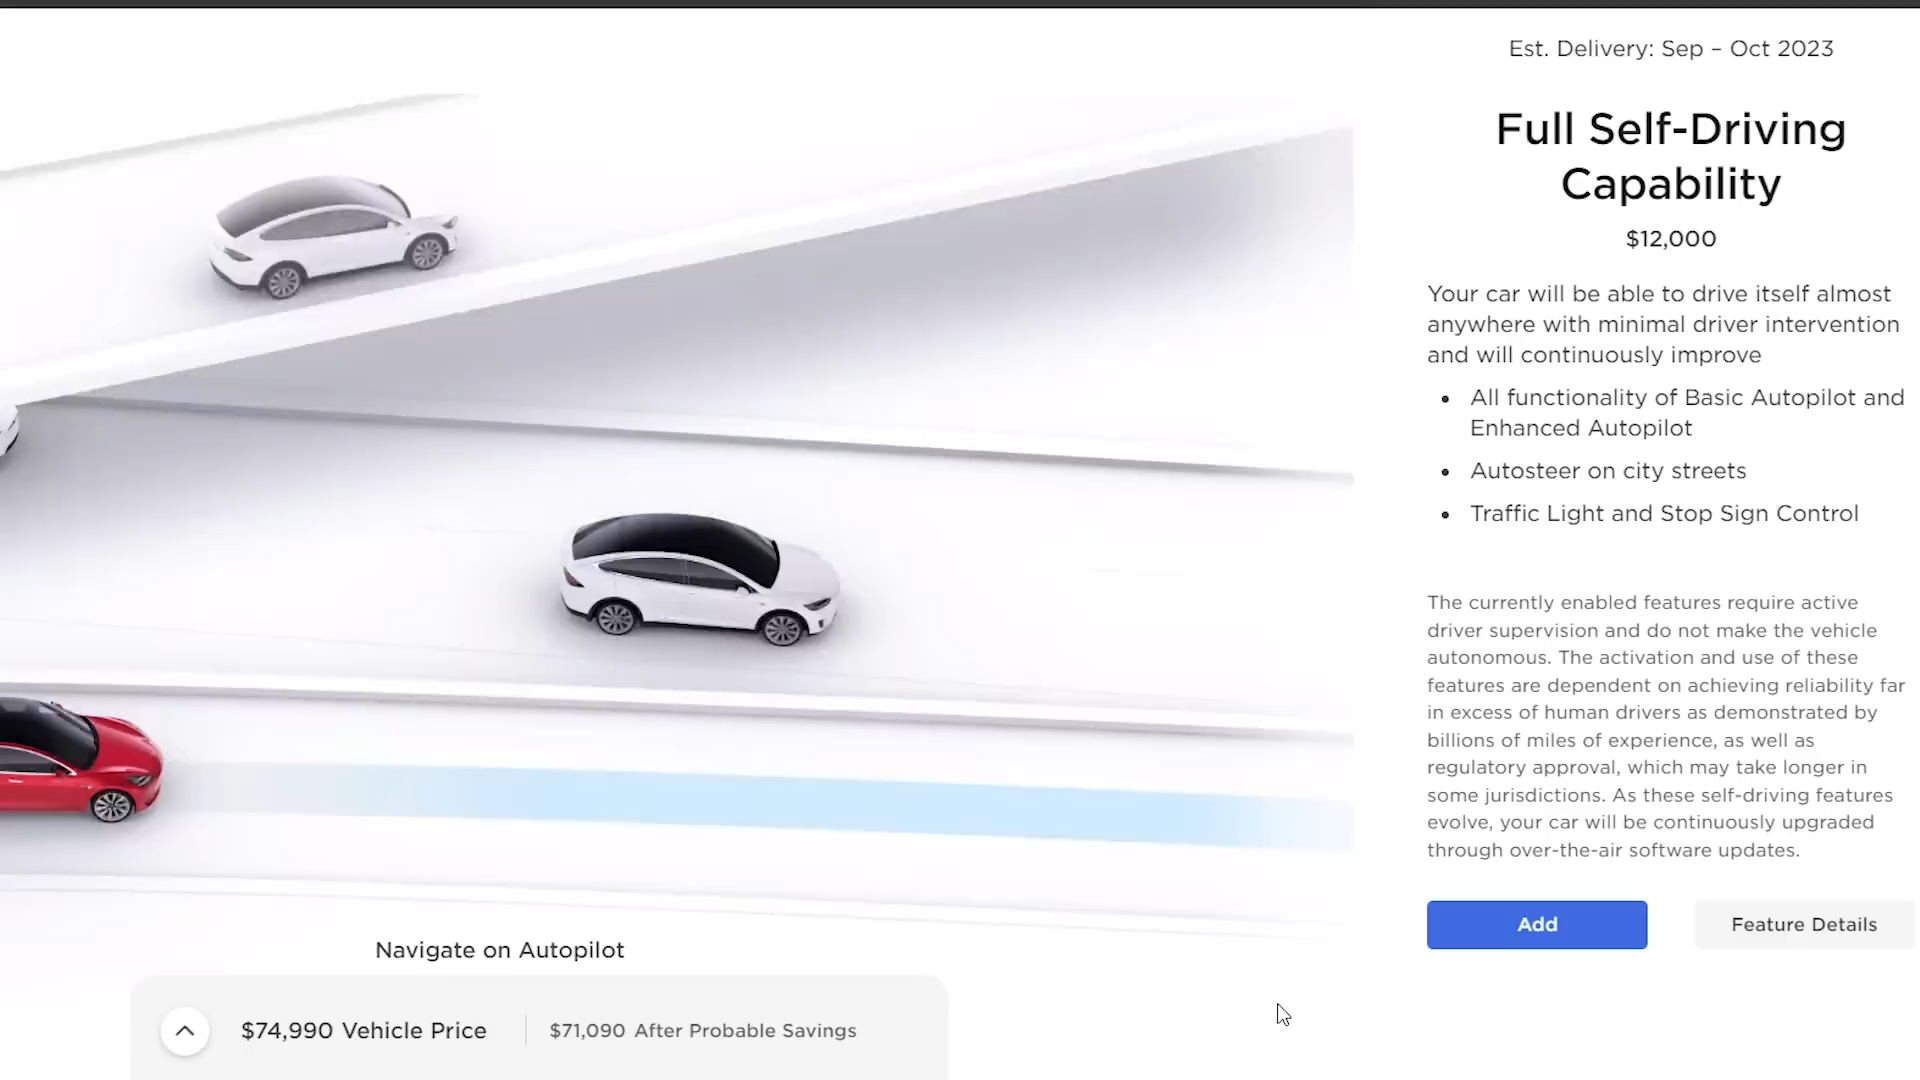 Est. Delivery: Sep – Oct 2023
Full Self-Driving
Capability
$12,000
Your car will be able to drive itself almost
anywhere with minimal driver intervention
and will continuously improve
• All functionality of Basic Autopilot and
Enhanced Autopilot
• Autosteer on city streets
• Traffic Light and Stop Sign Control
The currently enabled features require active
driver supervision and do not make the vehicle
autonomous. The activation and use of these
features are dependent on achieving reliability far
in excess of human drivers as demonstrated by
billions of miles of experience, as well as
regulatory approval, which may take longer in
some jurisdictions. As these self-driving features
evolve, your car will be continuously upgraded
through over-the-air software updates.
Add
Feature Details
Navigate on Autopilot
$74,990 Vehicle Price
$71,090 After Probable Savings